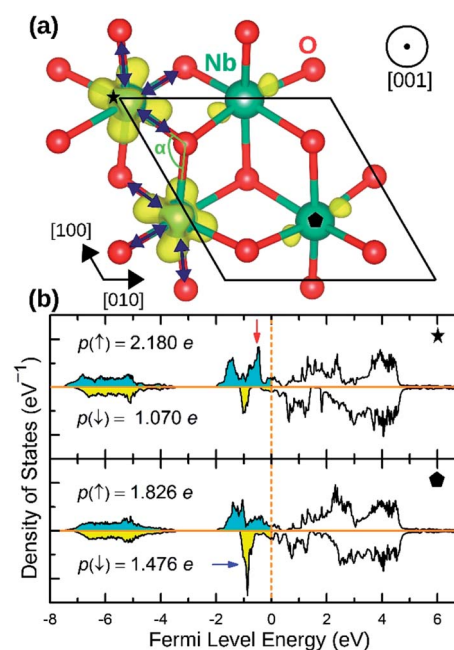 (a)
Nb
O
[001]
α
[100]
[010]
(b)
p(↑) = 2.180 e
p(↓) = 1.070 e
p(↑) = 1.826 e
p(↓) = 1.476 e
Density of States (eV⁻¹)
-8 -6 -4 -2 0 2 4 6
Fermi Level Energy (eV)